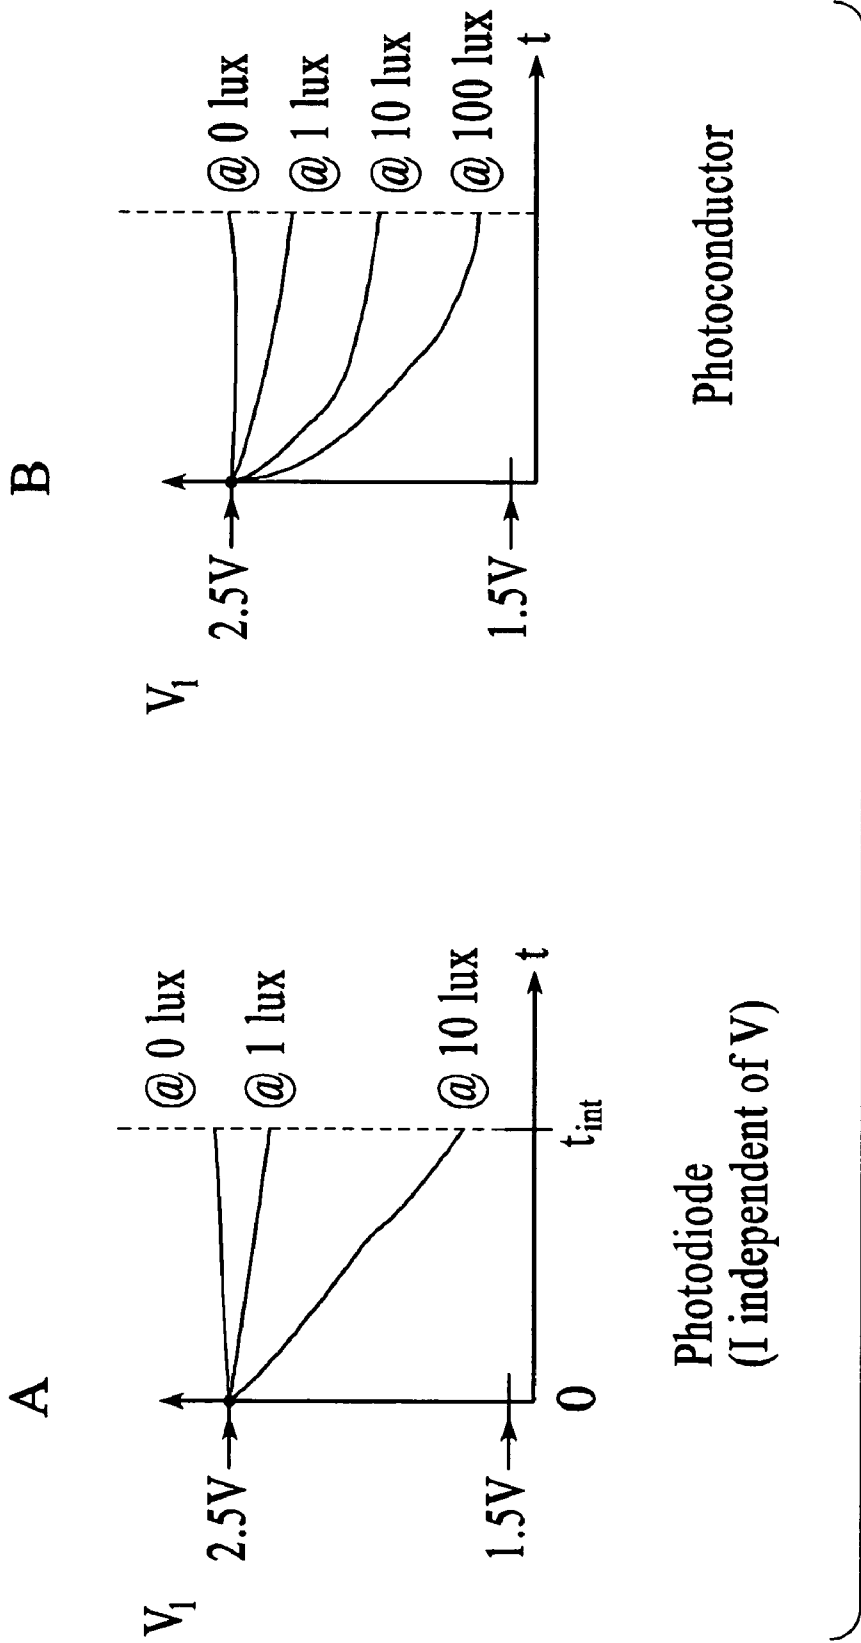 A
V1
2.5V
1.5V
@ 0 lux
@ 1 lux
@ 10 lux
t
0
tint
Photodiode
(I independent of V)
B
V1
2.5V
1.5V
@ 0 lux
@ 1 lux
@ 10 lux
@ 100 lux
t
Photoconductor